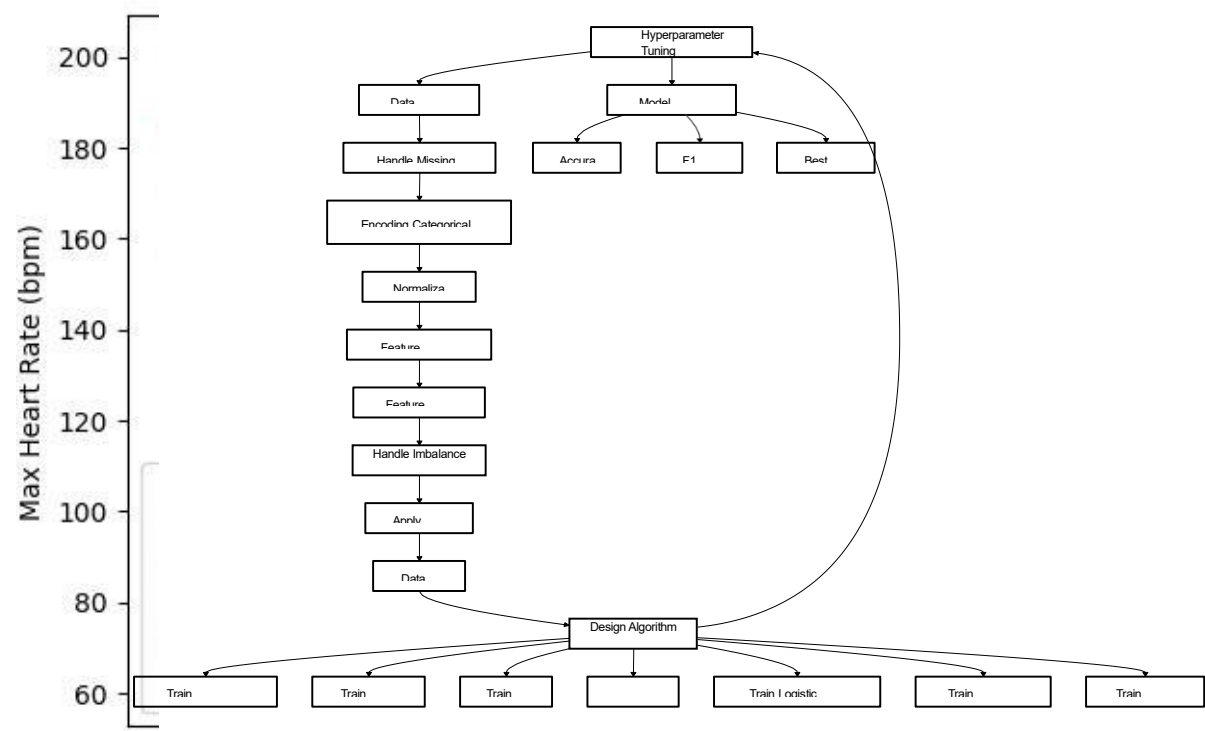 Hyperparameter
Tuning
200
Data
Model
180
Handle Missing
Accura
F1
Best
160
Encoding Categorical
Max Heart Rate (bpm)
Normaliza
140
Feature
Feature
120
Handle Imbalance
100
Apply
Data
80
Design Algorithm
60
Train
Train
Train
Train Logistic
Train
Train